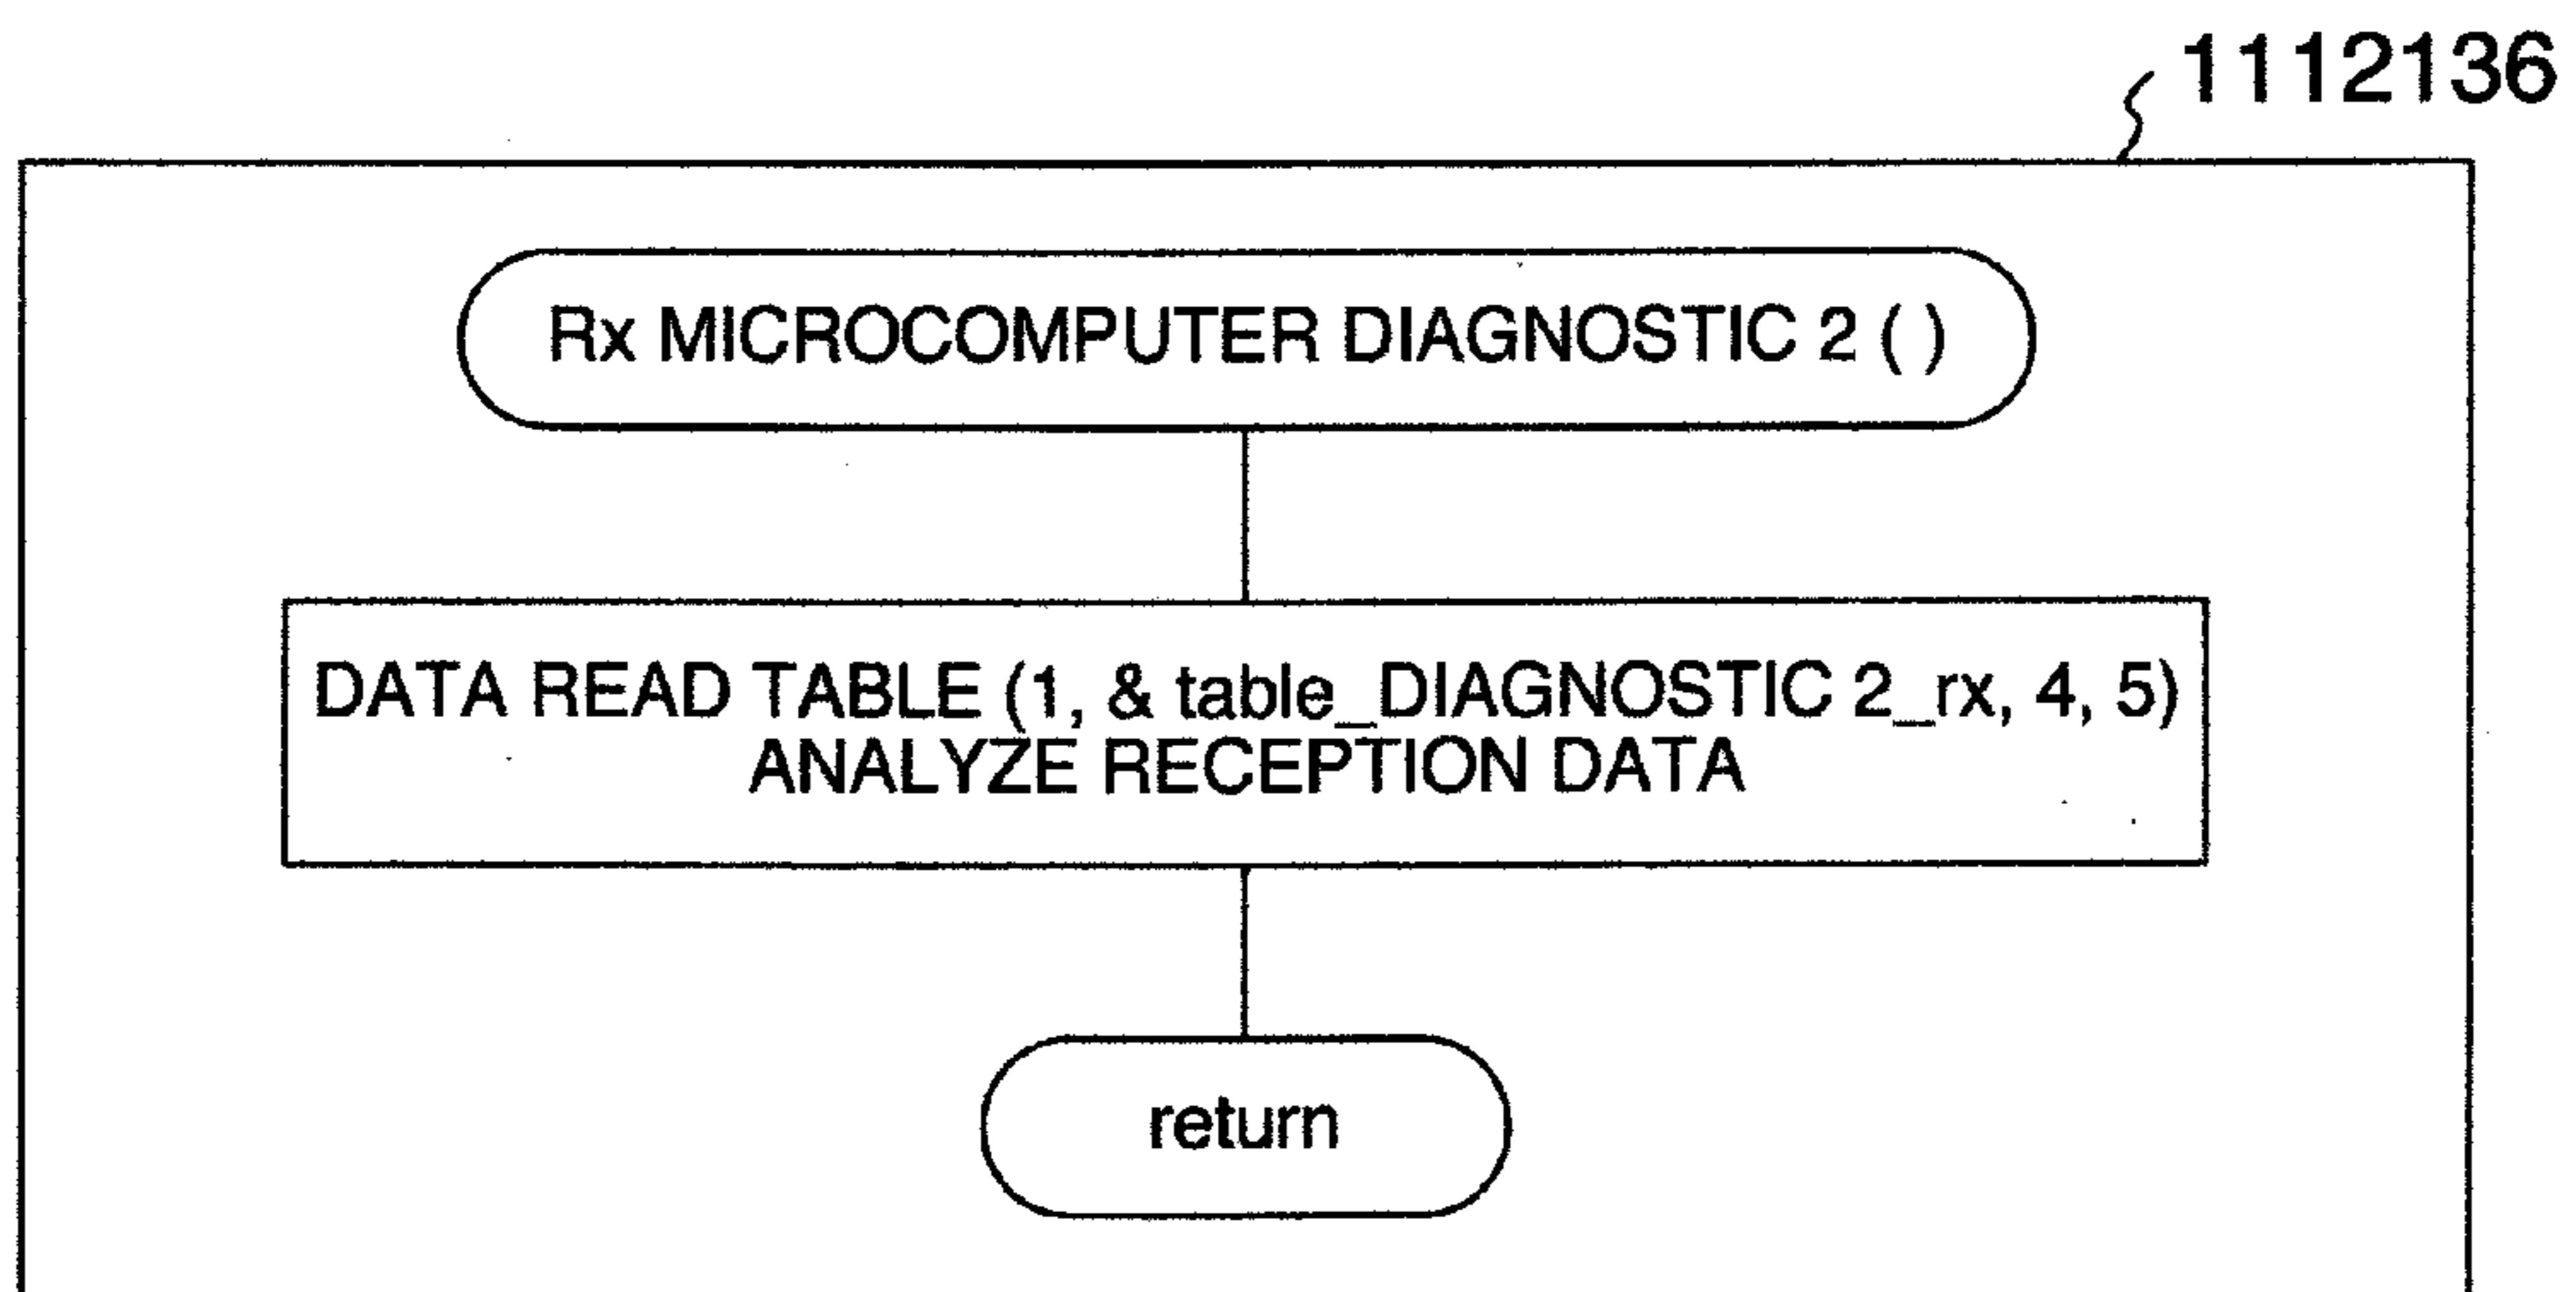 1112136
Rx MICROCOMPUTER DIAGNOSTIC 2 ( )
DATA READ TABLE (1, & table_DIAGNOSTIC 2_rx, 4, 5)
ANALYZE RECEPTION DATA
return